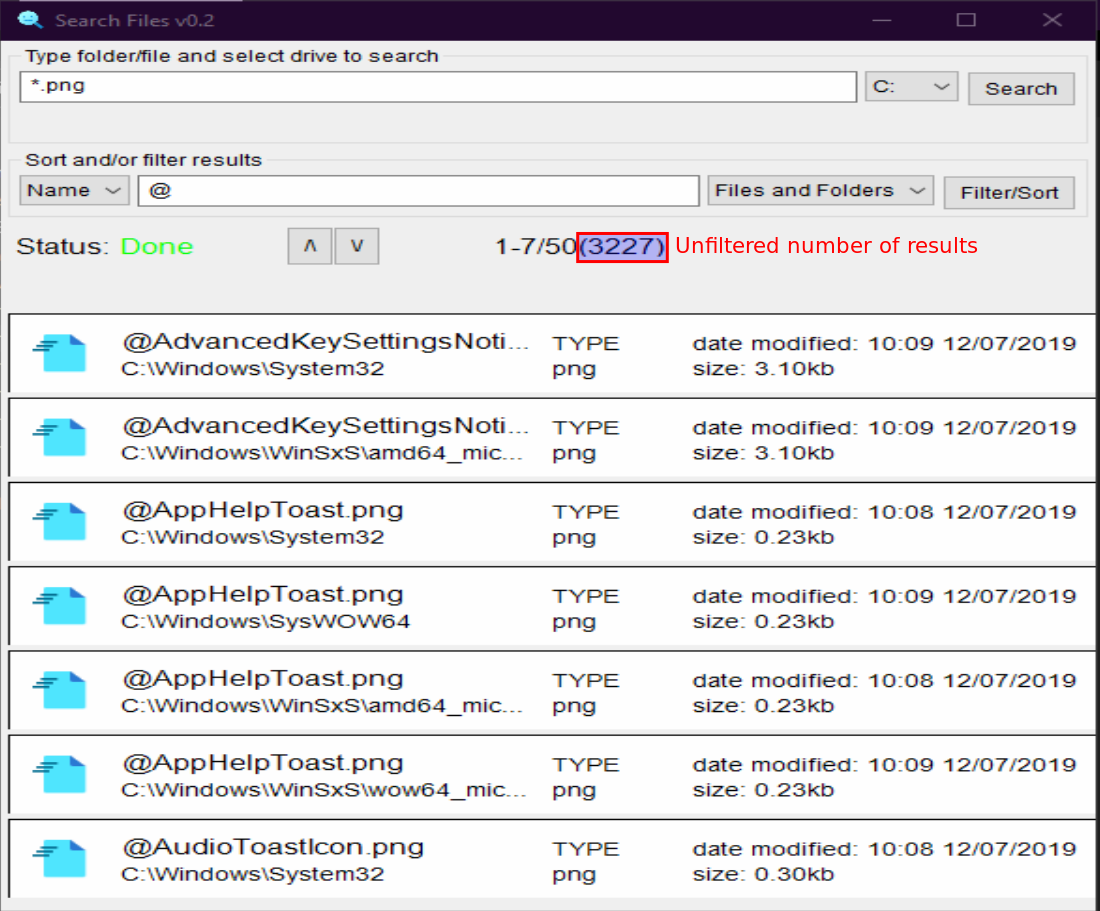 Search Files v0.2
Type folder/file and select drive to search
*.png C: Search
Sort and/or filter results
Name @ Files and Folders Filter/Sort
Status: Done ʌ v 1-7/50(3227) Unfiltered number of results
@AdvancedKeySettingsNoti... TYPE date modified: 10:09 12/07/2019
C:\Windows\System32 png size: 3.10kb
@AdvancedKeySettingsNoti... TYPE date modified: 10:09 12/07/2019
C:\Windows\WinSxS\amd64_mic... png size: 3.10kb
@AppHelpToast.png TYPE date modified: 10:08 12/07/2019
C:\Windows\System32 png size: 0.23kb
@AppHelpToast.png TYPE date modified: 10:09 12/07/2019
C:\Windows\SysWOW64 png size: 0.23kb
@AppHelpToast.png TYPE date modified: 10:08 12/07/2019
C:\Windows\WinSxS\amd64_mic... png size: 0.23kb
@AppHelpToast.png TYPE date modified: 10:09 12/07/2019
C:\Windows\WinSxS\wow64_mic... png size: 0.23kb
@AudioToastIcon.png TYPE date modified: 10:08 12/07/2019
C:\Windows\System32 png size: 0.30kb